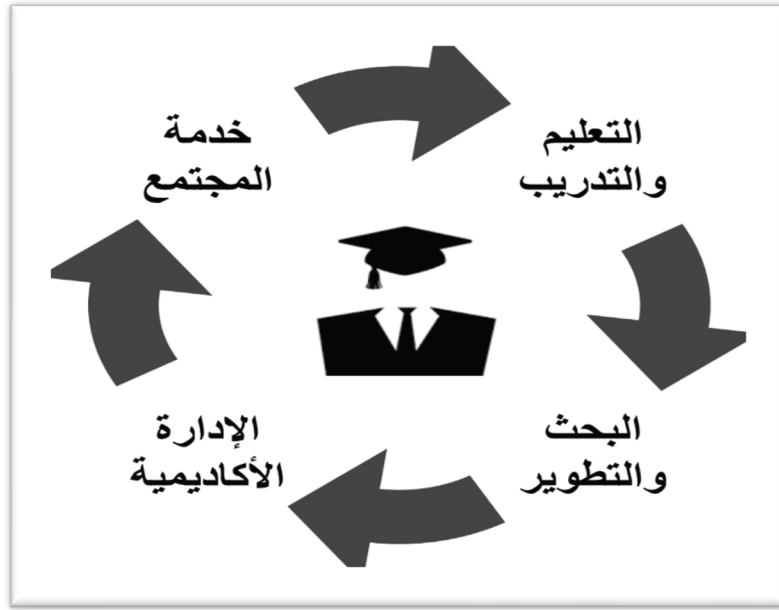 التعليم
والتدريب
البحث
والتطوير
الإدارة
الأكاديمية
خدمة
المجتمع